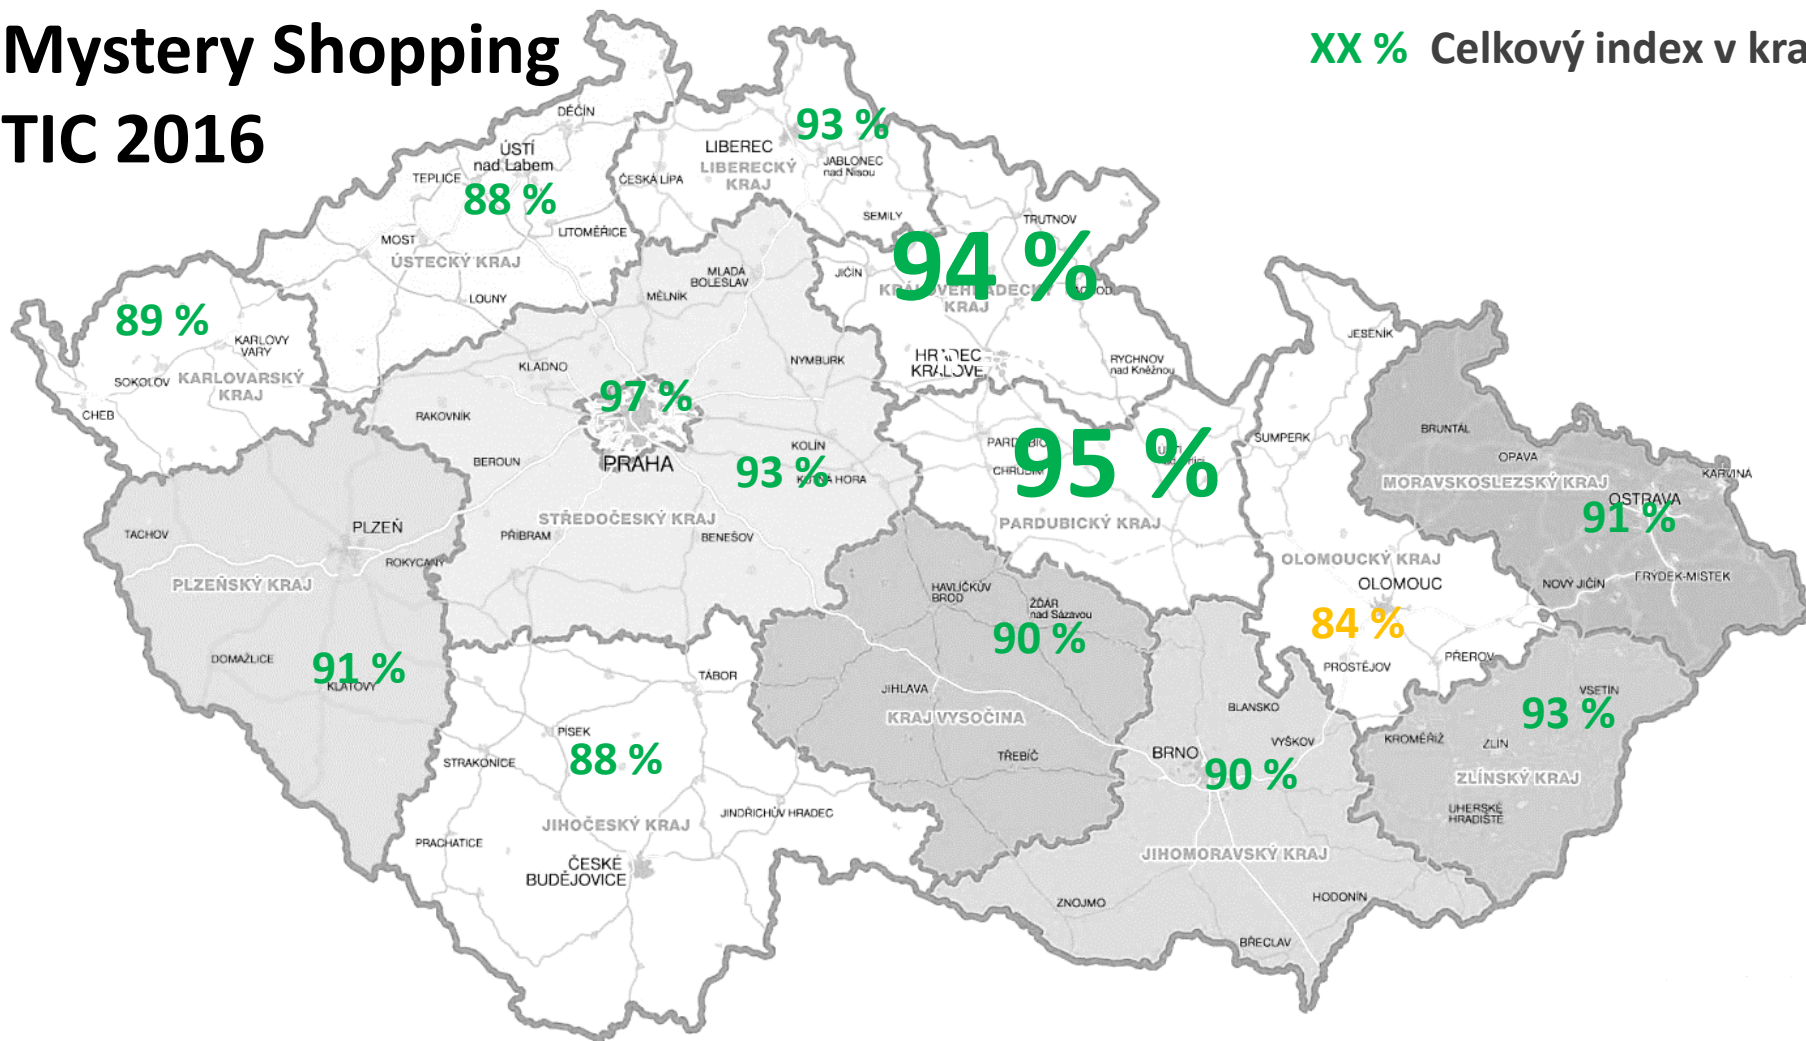 Mystery Shopping
TIC 2016
XX % Celkový index v kra
DĚČÍN
93 %
ÚSTÍ
nad Labem
LIBEREC
LIBERECKÝ
KRAJ
JABLONEC
nad Nisou
TEPLICE
88 %
ČESKÁ LÍPA
SEMILY
TRUTNOV
LITOMĚŘICE
MOST
ÚSTECKÝ KRAJ
94 %
MLADÁ
BOLESLAV
JIČÍN
KRAJ
LOUNY
MĚLNÍK
89 %
KARLOVY
VARY
JESENÍK
SOKOLOV
KARLOVARSKÝ
KRAJ
KLADNO
NYMBURK
HRADEC
KRÁLOVÉ
RYCHNOV
nad Kněžnou
97 %
CHEB
RAKOVNÍK
BRUNTÁL
KOLÍN
95 %
ŠUMPERK
OPAVA
BEROUN
PRAHA
93 %
KUTNÁ HORA
CHRUDIM
MORAVSKOSLEZSKÝ KRAJ
KARVINÁ
OSTRAVA
91 %
STŘEDOČESKÝ KRAJ
PARDUBICKÝ KRAJ
PLZEŇ
TACHOV
PŘÍBRAM
BENEŠOV
ROKYCANY
OLOMOUCKÝ KRAJ
PLZEŇSKÝ KRAJ
HAVLÍČKŮV
BROD
OLOMOUC
NOVÝ JIČÍN
FRÝDEK-MÍSTEK
ŽĎÁR
nad Sázavou
90 %
84 %
DOMAŽLICE
91 %
KLATOVY
PROSTĚJOV
PŘEROV
TÁBOR
JIHLAVA
VSETÍN
93 %
KRAJ VYSOČINA
BLANSKO
PÍSEK
STRAKONICE
88 %
TŘEBÍČ
BRNO
VYŠKOV
90 %
KROMĚŘÍŽ
ZLÍN
ZLÍNSKÝ KRAJ
JINDŘICHŮV HRADEC
UHERSKÉ
HRADIŠTĚ
JIHOČESKÝ KRAJ
PRACHATICE
JIHOMORAVSKÝ KRAJ
ČESKÉ
BUDĚJOVICE
ZNOJMO
HODONÍN
BŘECLAV